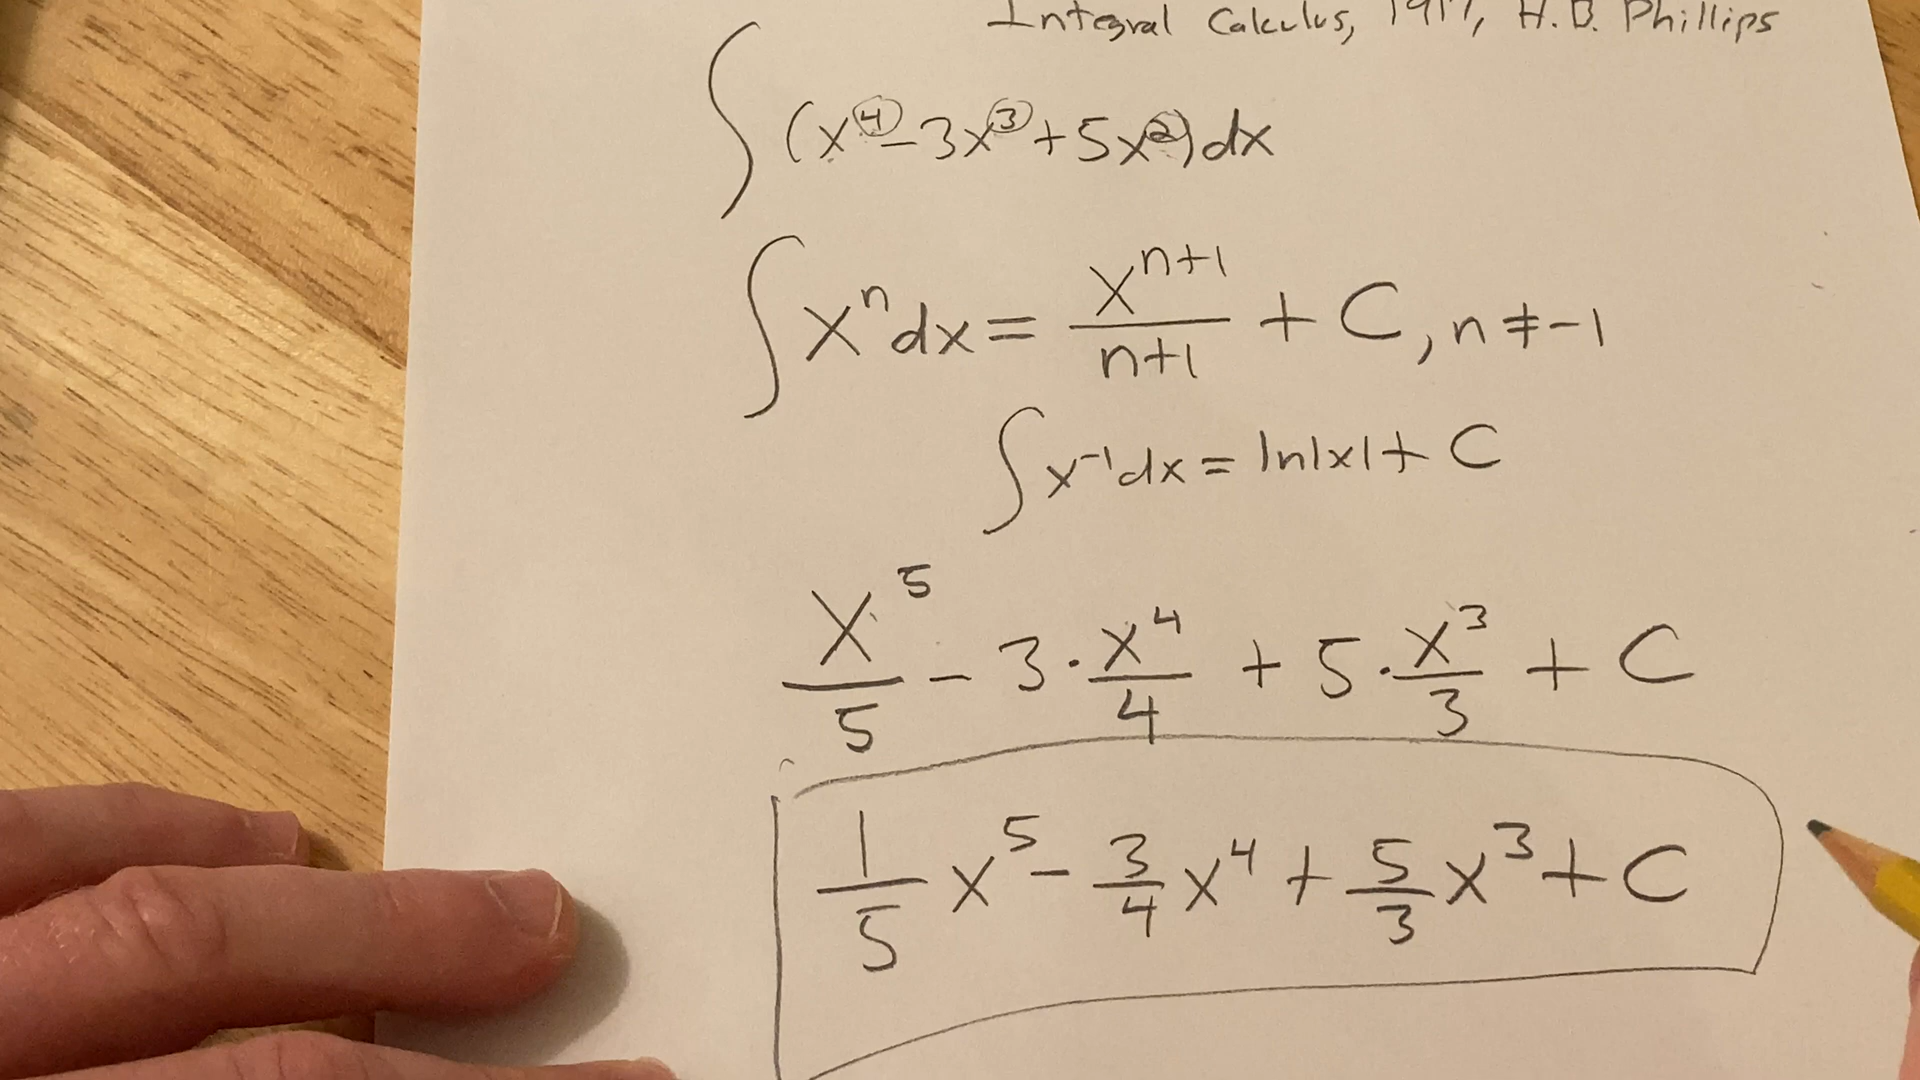 Integral Calculus, 1917, H.B. Phillips
∫(x⁴ - 3x³ + 5x²)dx
∫xⁿdx = xⁿ⁺¹/(n+1) + C, n ≠ -1
∫x⁻¹dx = ln|x| + C
x⁵/5 - 3·x⁴/4 + 5·x³/3 + C
1/5 x⁵ - 3/4 x⁴ + 5/3 x³ + C